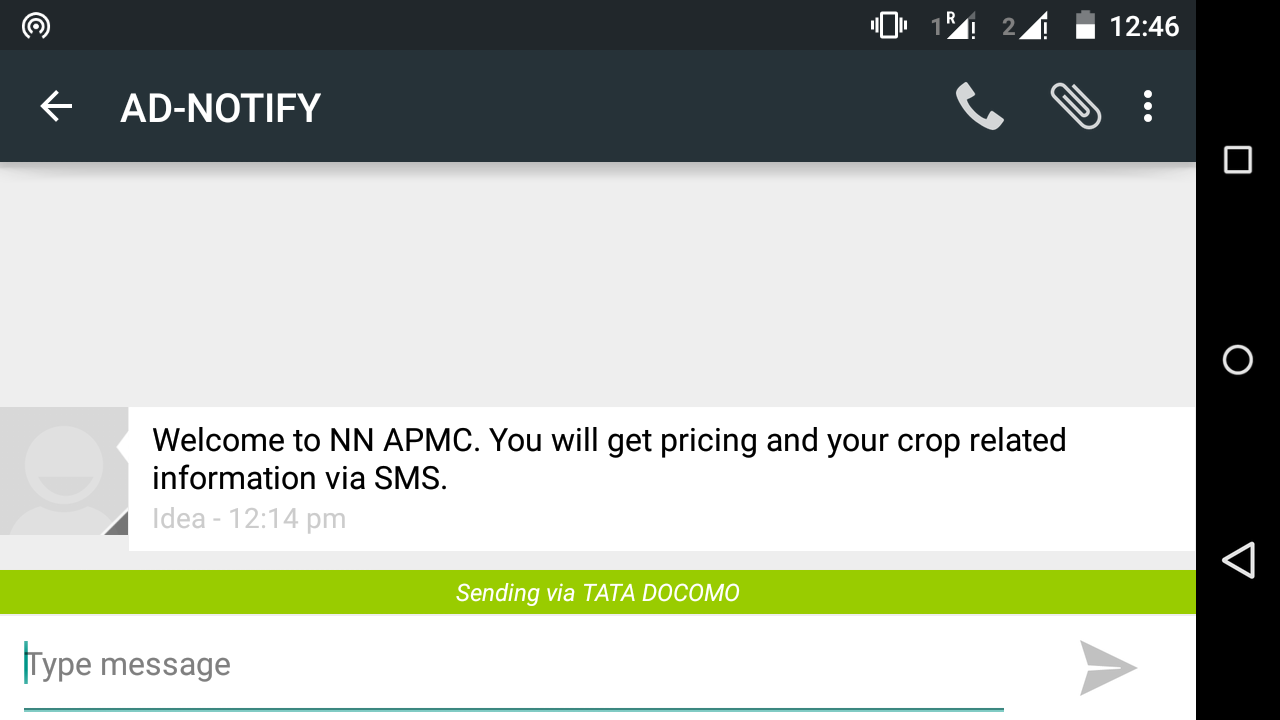 1 R ! 2 ! 12:46
AD-NOTIFY
Welcome to NN APMC. You will get pricing and your crop related
information via SMS.
Idea - 12:14 pm
Sending via TATA DOCOMO
Type message